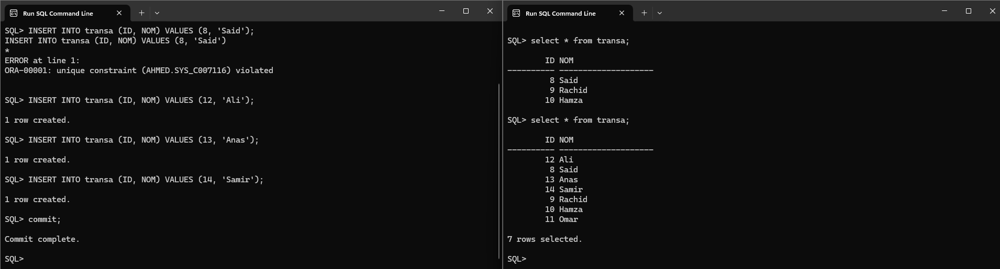 Run SQL Command Line
SQL> INSERT INTO transa (ID, NOM) VALUES (8, 'Said');
INSERT INTO transa (ID, NOM) VALUES (8, 'Said')
*
ERROR at line 1:
ORA-00001: unique constraint (AHMED.SYS_C007116) violated
SQL> INSERT INTO transa (ID, NOM) VALUES (12, 'Ali');
1 row created.
SQL> INSERT INTO transa (ID, NOM) VALUES (13, 'Anas');
1 row created.
SQL> INSERT INTO transa (ID, NOM) VALUES (14, 'Samir');
1 row created.
SQL> commit;
Commit complete.
SQL>
Run SQL Command Line
SQL> select * from transa;
ID NOM
---------- --------------------
8 Said
9 Rachid
10 Hamza
SQL> select * from transa;
ID NOM
---------- --------------------
12 Ali
8 Said
13 Anas
14 Samir
9 Rachid
10 Hamza
11 Omar
7 rows selected.
SQL>